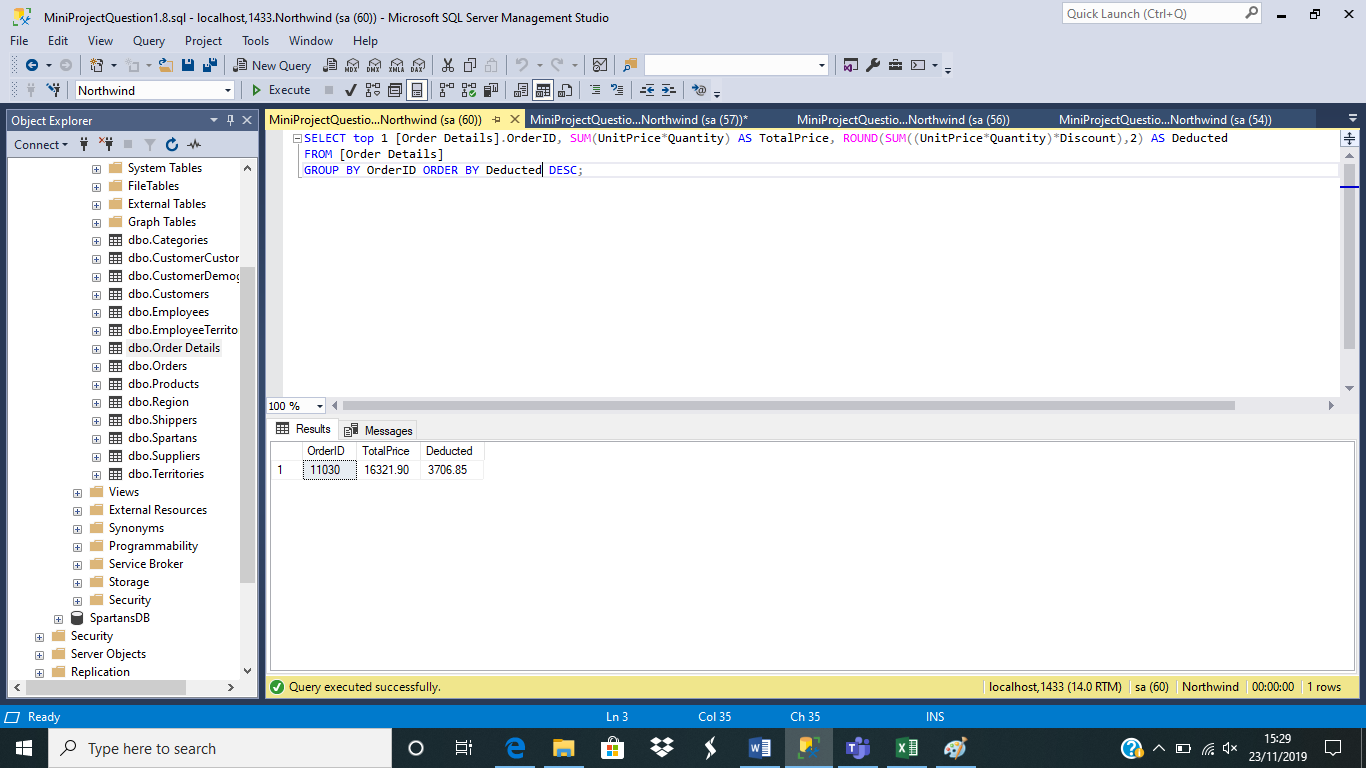 MiniProjectQuestion1.8.sql - localhost,1433.Northwind (sa (60)) - Microsoft SQL Server Management Studio
Quick Launch (Ctrl+Q)
File Edit View Query Project Tools Window Help
New Query
MDX DMX XMLA DAX
Northwind
Execute
Object Explorer
MiniProjectQuestio...Northwind (sa (60)) MiniProjectQuestio...Northwind (sa (57))* MiniProjectQuestio...Northwind (sa (56)) MiniProjectQuestio...Northwind (sa (54))
Connect
System Tables
FileTables
External Tables
Graph Tables
dbo.Categories
dbo.CustomerCustor
dbo.CustomerDemog
dbo.Customers
dbo.Employees
dbo.EmployeeTerrito
dbo.Order Details
dbo.Orders
dbo.Products
dbo.Region
dbo.Shippers
dbo.Spartans
dbo.Suppliers
dbo.Territories
Views
External Resources
Synonyms
Programmability
Service Broker
Storage
Security
SpartansDB
Security
Server Objects
Replication
SELECT top 1 [Order Details].OrderID, SUM(UnitPrice*Quantity) AS TotalPrice, ROUND(SUM((UnitPrice*Quantity)*Discount),2) AS Deducted
FROM [Order Details]
GROUP BY OrderID ORDER BY Deducted DESC;
100 %
Results Messages
OrderID TotalPrice Deducted
1 11030 16321.90 3706.85
Query executed successfully.
localhost,1433 (14.0 RTM) sa (60) Northwind 00:00:00 1 rows
Ready Ln 3 Col 35 Ch 35 INS
Type here to search
15:29
23/11/2019